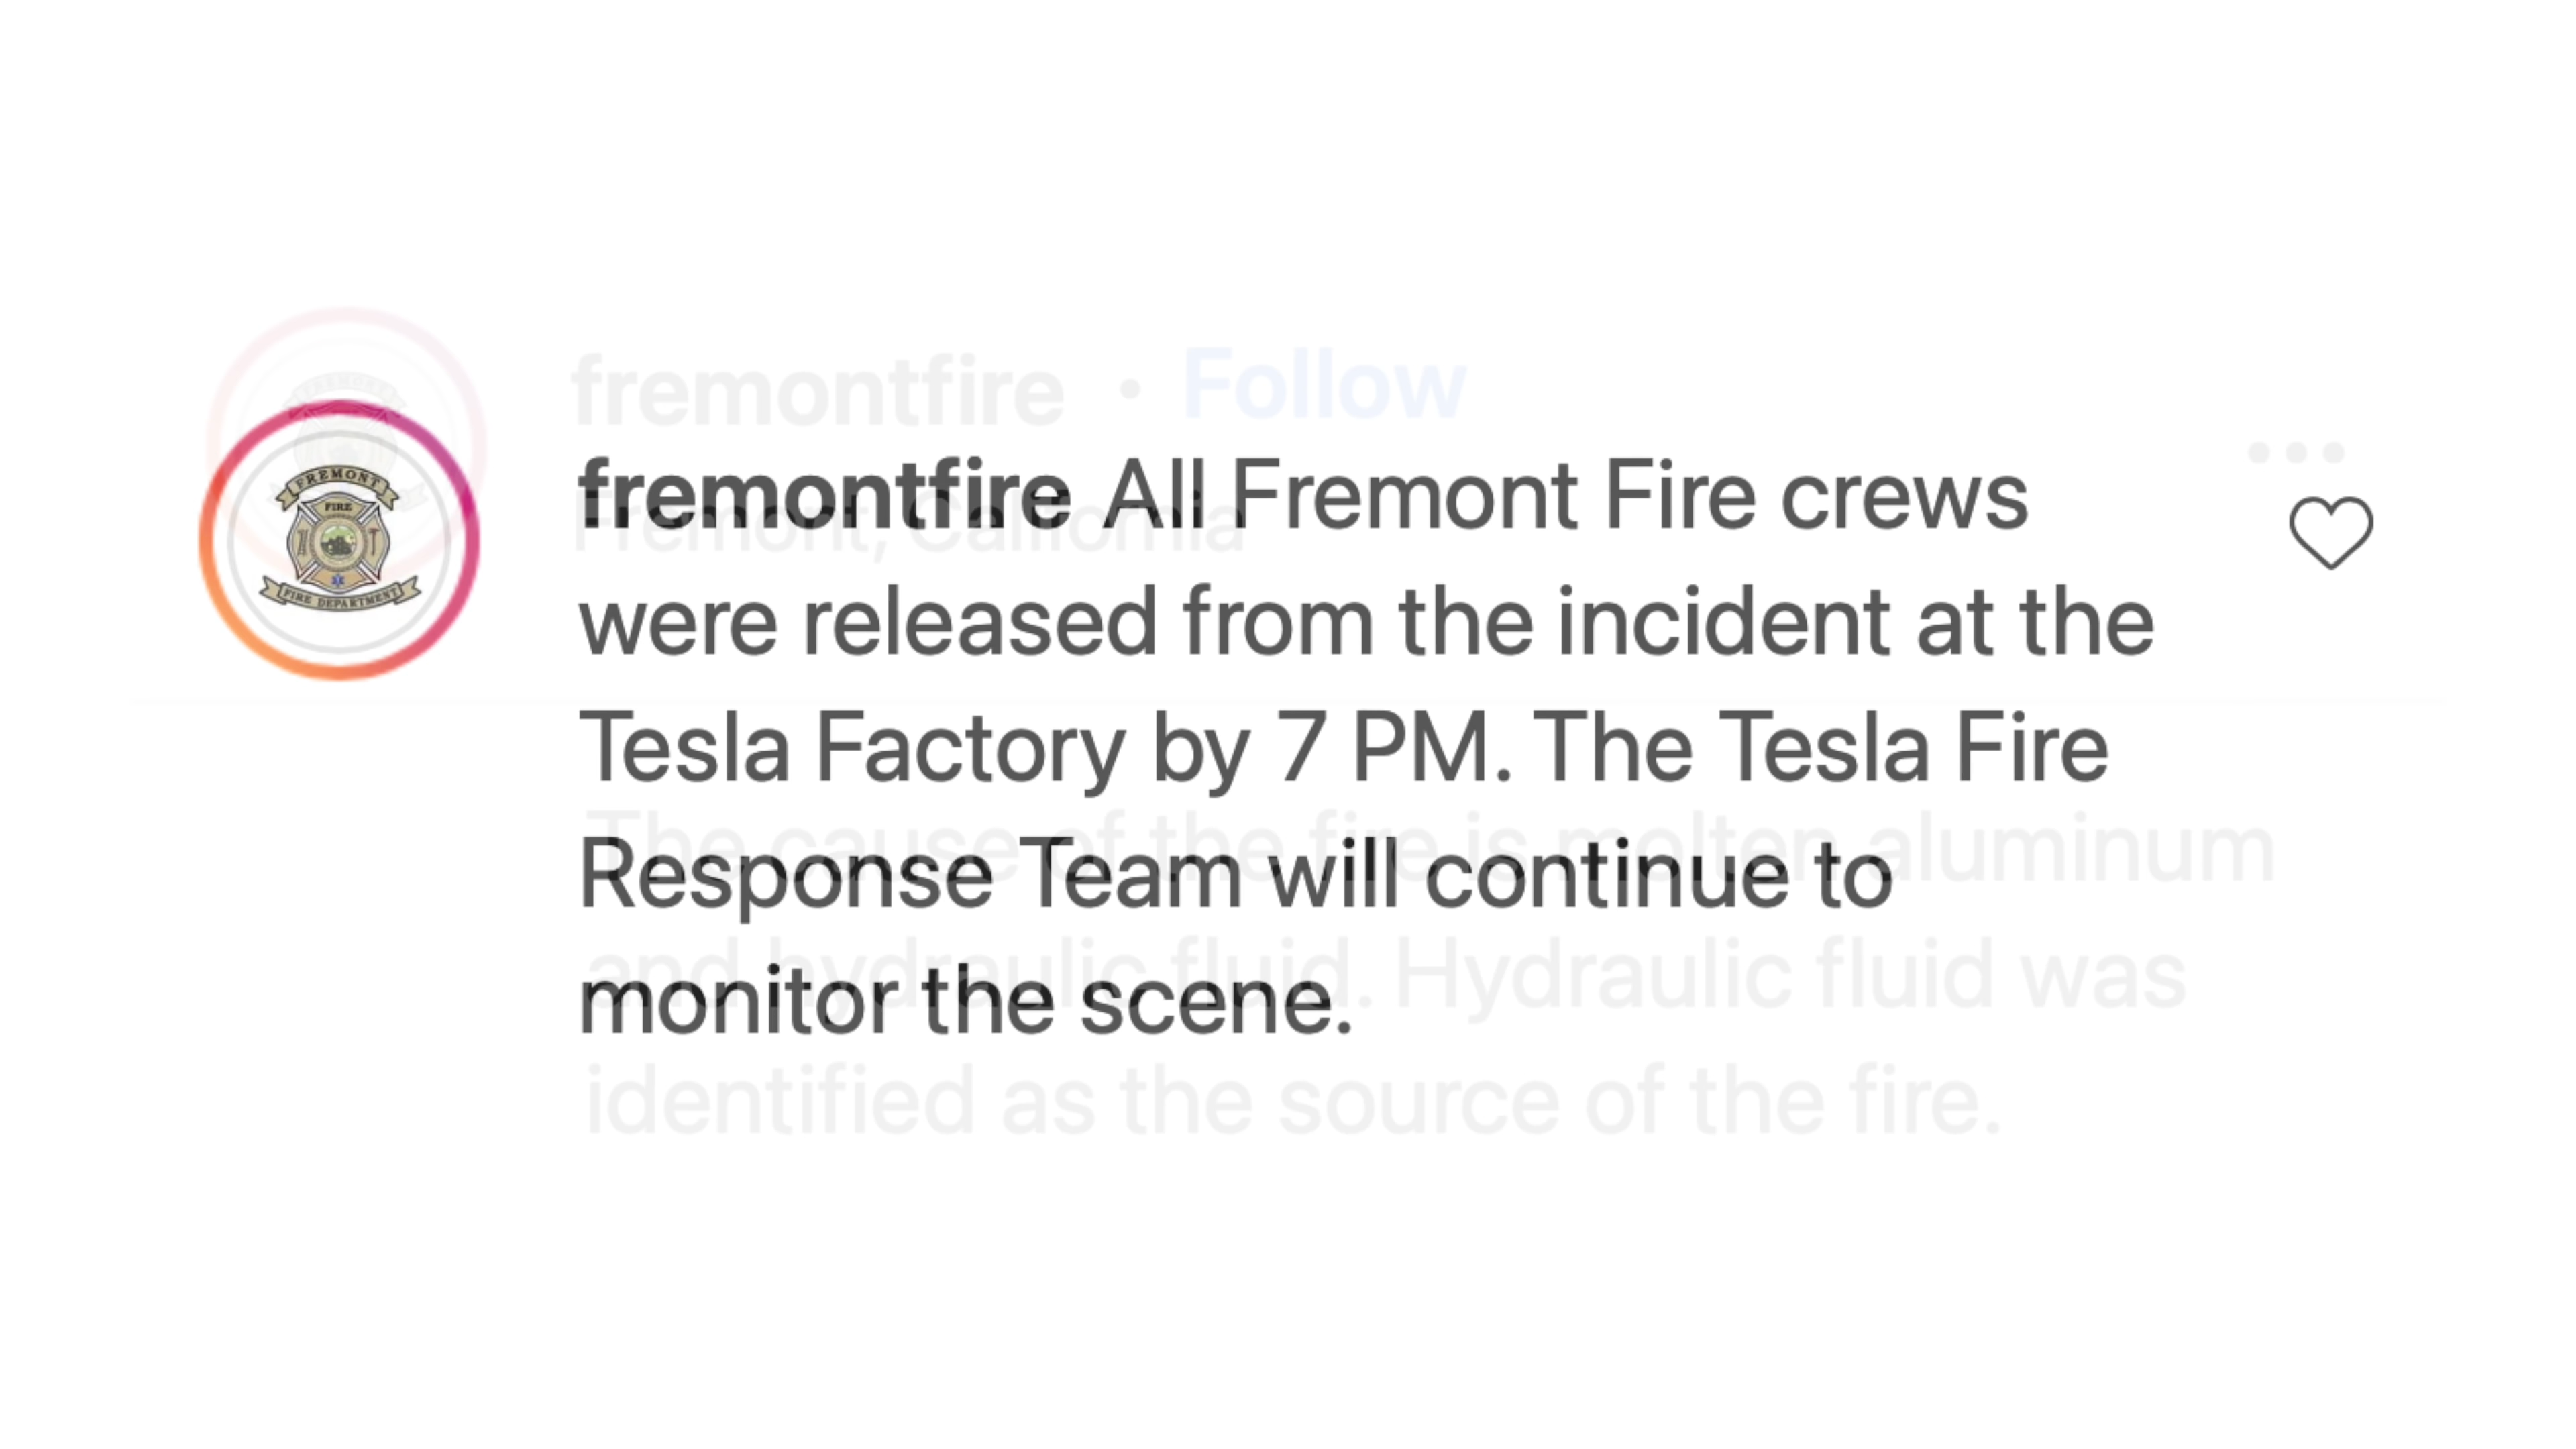 fremontfire • Follow
Fremont, California
fremontfire All Fremont Fire crews
were released from the incident at the
Tesla Factory by 7 PM. The Tesla Fire
Response Team will continue to
monitor the scene.
The cause of the fire is molten aluminum
and hydraulic fluid. Hydraulic fluid was
identified as the source of the fire.
FREMONT
FIRE
FIRE DEPARTMENT